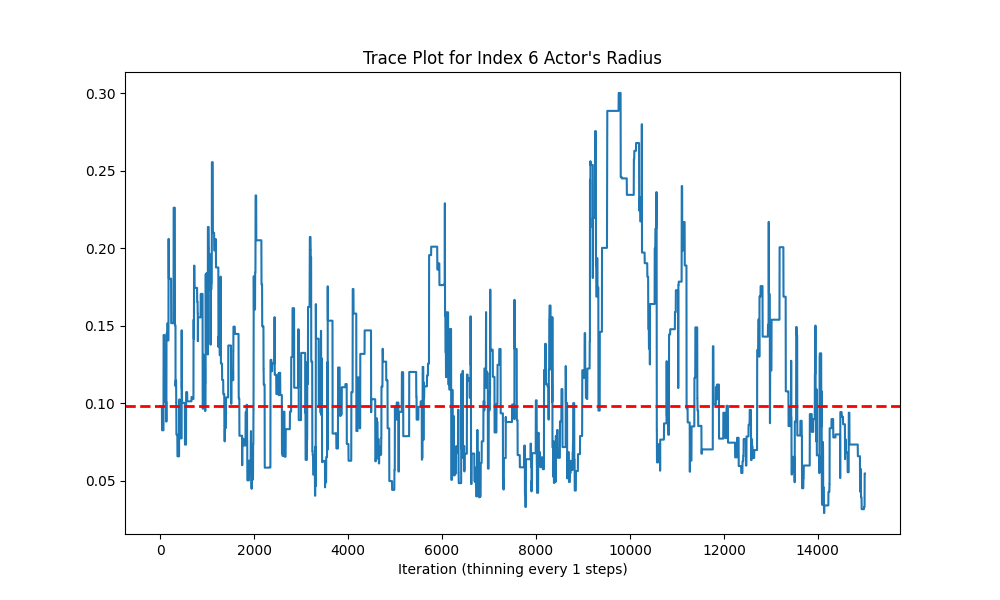 Trace Plot for Index 6 Actor's Radius
0.30
0.25
0.20
0.15
0.10
0.05
0 2000 4000 6000 8000 10000 12000 14000
Iteration (thinning every 1 steps)